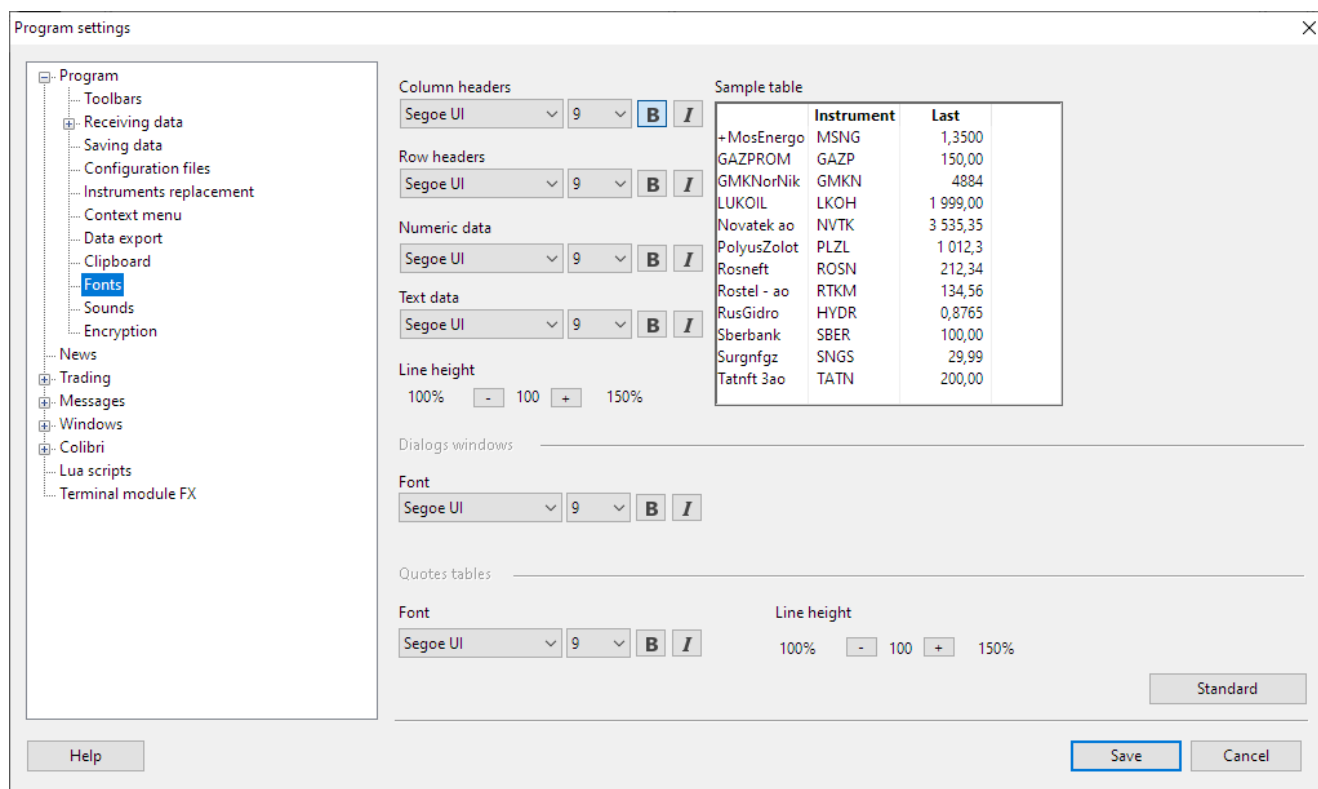 Program settings
Program
Toolbars
Receiving data
Saving data
Configuration files
Instruments replacement
Context menu
Data export
Clipboard
Fonts
Sounds
Encryption
News
Trading
Messages
Windows
Colibri
Lua scripts
Terminal module FX
Column headers
Segoe UI 9 B I
Row headers
Segoe UI 9 B I
Numeric data
Segoe UI 9 B I
Text data
Segoe UI 9 B I
Line height
100% - 100 + 150%
Sample table
Instrument Last
+MosEnergo MSNG 1,3500
GAZPROM GAZP 150,00
GMKNorNik GMKN 4884
LUKOIL LKOH 1 999,00
Novatek ao NVTK 3 535,35
PolyusZolot PLZL 1 012,3
Rosneft ROSN 212,34
Rostel - ao RTKM 134,56
RusGidro HYDR 0,8765
Sberbank SBER 100,00
Surgnfgz SNGS 29,99
Tatnft 3ao TATN 200,00
Dialogs windows
Font
Segoe UI 9 B I
Quotes tables
Font
Segoe UI 9 B I
Line height
100% - 100 + 150%
Standard
Help
Save
Cancel